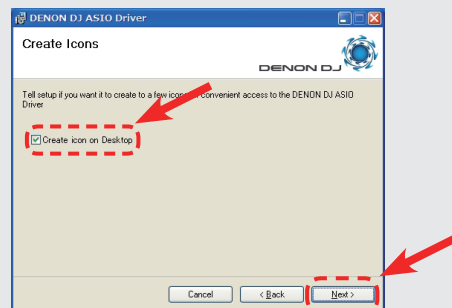 DENON DJ ASIO Driver
Create Icons
DENON DJ
Tell setup if you want it to create to a few icons convenient access to the DENON DJ ASIO
Driver
Create icon on Desktop
Cancel
< Back
Next >